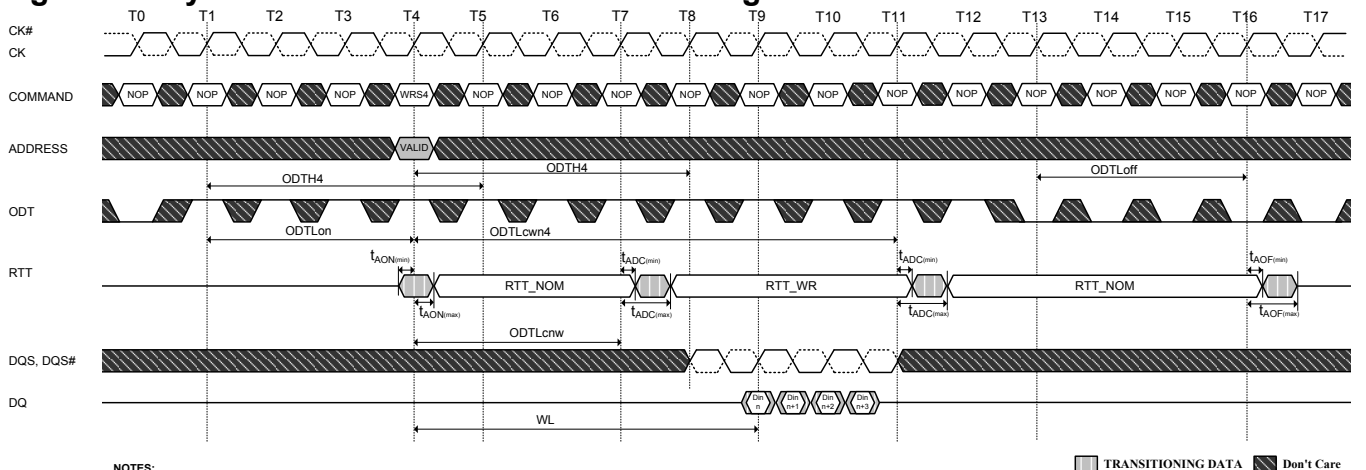 T0 T1 T2 T3 T4 T5 T6 T7 T8 T9 T10 T11 T12 T13 T14 T15 T16 T17
CK#
CK
COMMAND NOP NOP NOP NOP WRS4 NOP NOP NOP NOP NOP NOP NOP NOP NOP NOP NOP NOP NOP
ADDRESS VALID
ODTH4 ODTH4 ODTLoff
ODT
ODTLon ODTLcwn4
tAON(min) tADC(min) tADC(min) tAOF(min)
RTT RTT_NOM RTT_WR RTT_NOM
tAON(max) tADC(max) tADC(max) tAOF(max)
ODTLcnw
DQS, DQS#
DQ Din n Din n+1 Din n+2 Din n+3
WL
NOTES: TRANSITIONING DATA Don't Care